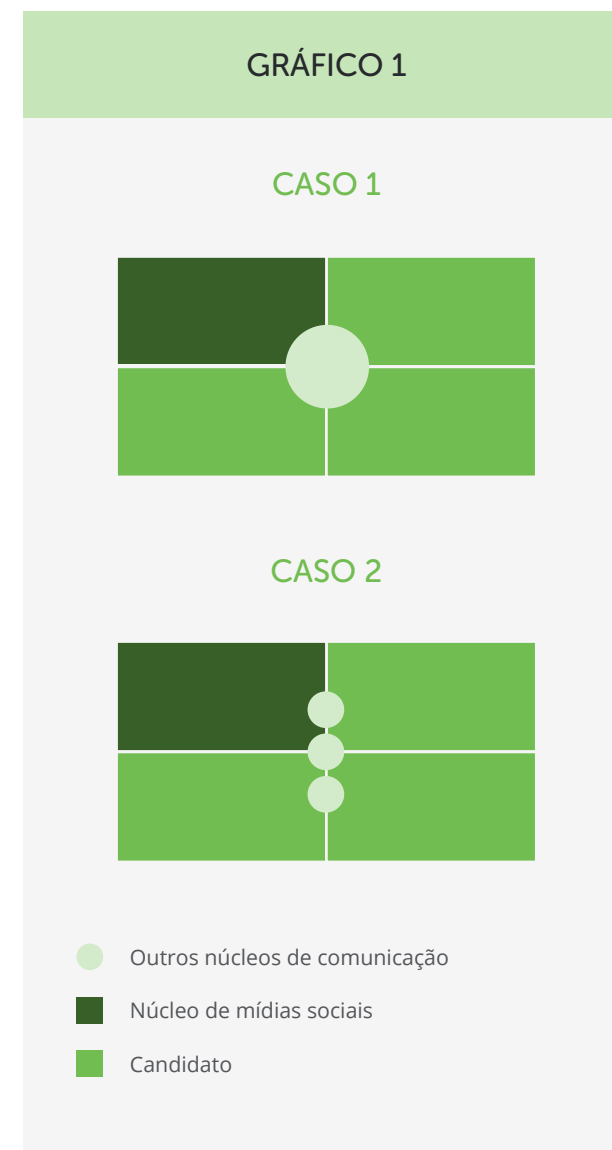 GRÁFICO 1
CASO 1
CASO 2
Outros núcleos de comunicação
Núcleo de mídias sociais
Candidato